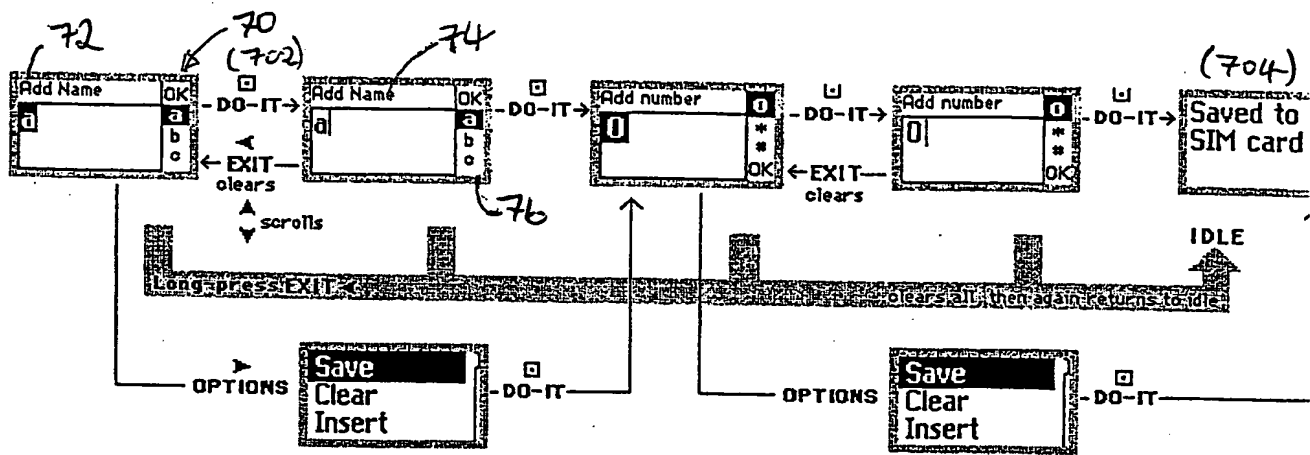 72
70
(702)
74
(704)
Add Name
OK
a
a
b
c
DO-IT
EXIT
clears
scrolls
Add Name
OK
a
a
b
c
76
DO-IT
Add number
0
0
*
#
OK
DO-IT
EXIT
clears
Add number
0
0
*
#
OK
DO-IT
Saved to
SIM card
IDLE
Long-press EXIT
clears all, then again returns to idle
OPTIONS
Save
Clear
Insert
DO-IT
OPTIONS
Save
Clear
Insert
DO-IT